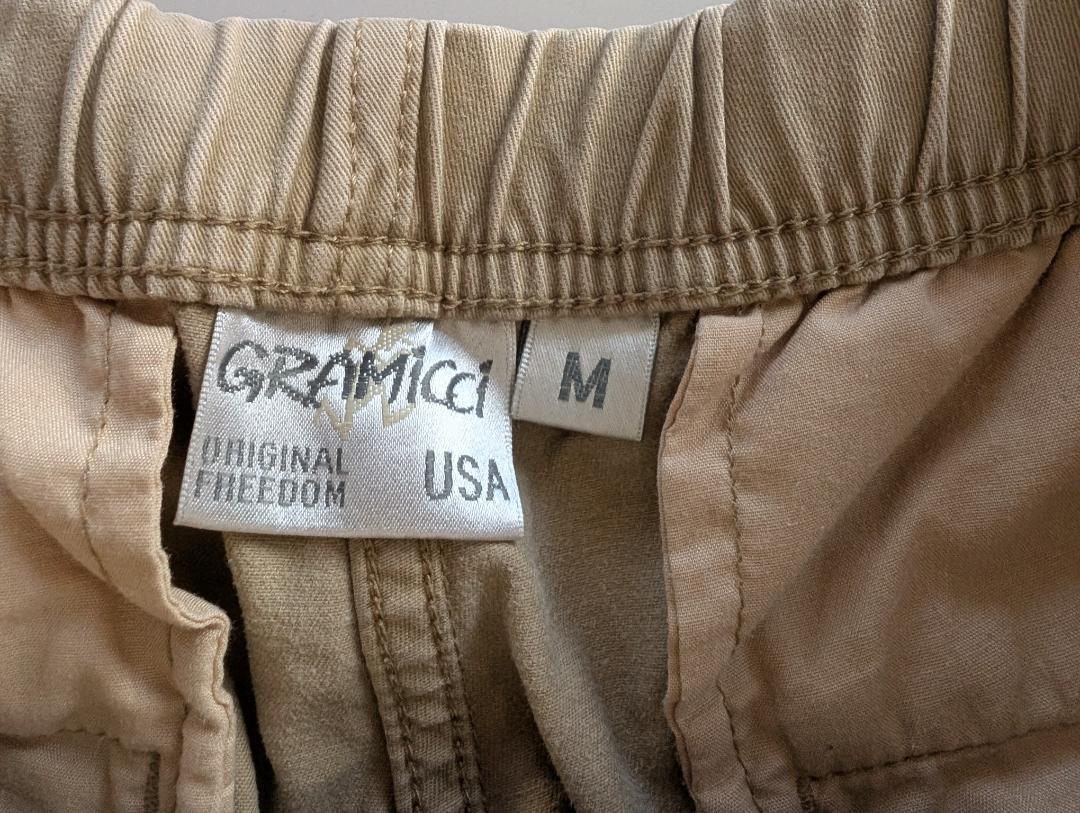 GRAMiCCi
ORIGINAL
FREEDOM
USA
M